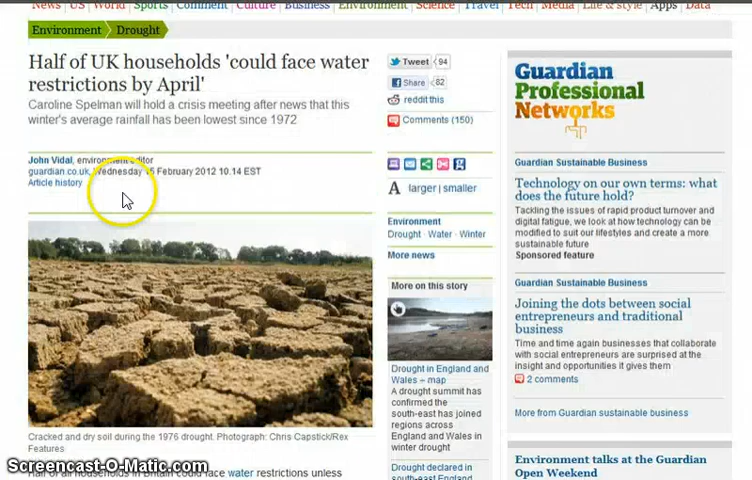 News US World Sports Comment Culture Business Environment Science Travel Tech Media Life & style Apps Data
Environment Drought
Half of UK households 'could face water
restrictions by April'
Caroline Spelman will hold a crisis meeting after news that this
winter's average rainfall has been lowest since 1972
John Vidal, environment editor
guardian.co.uk, Wednesday 15 February 2012 10.14 EST
Article history
Cracked and dry soil during the 1976 drought. Photograph: Chris Capstick/Rex
Features
Half of all households in Britain could face water restrictions unless
Screencast-O-Matic.com
Tweet 94
Share 82
reddit this
Comments (150)
A larger | smaller
Environment
Drought · Water · Winter
More news
More on this story
Drought in England and
Wales – map
A drought summit has
confirmed the
south-east has joined
regions across
England and Wales in
winter drought
Drought declared in
south-east England
Guardian
Professional
Networks
Guardian Sustainable Business
Technology on our own terms: what
does the future hold?
Tackling the issues of rapid product turnover and
digital fatigue, we look at how technology can be
modified to suit our lifestyles and create a more
sustainable future
Sponsored feature
Guardian Sustainable Business
Joining the dots between social
entrepreneurs and traditional
business
Time and time again businesses that collaborate
with social entrepreneurs are surprised at the
insight and opportunities it gives them
2 comments
More from Guardian sustainable business
Environment talks at the Guardian
Open Weekend